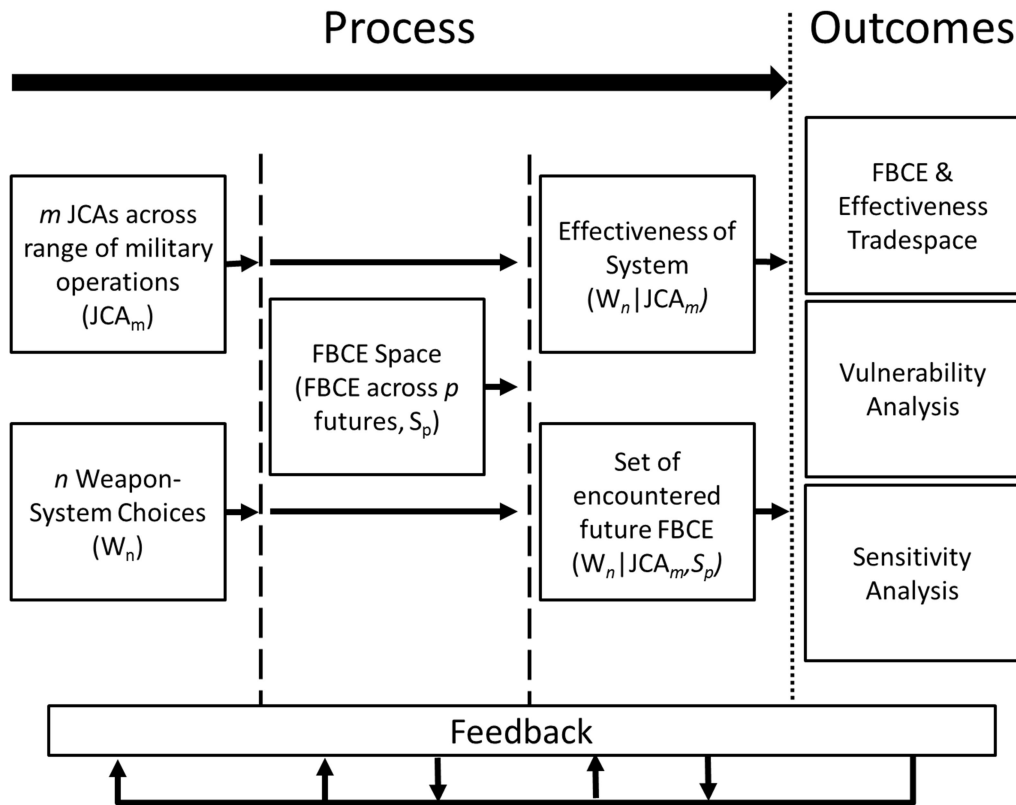 Process
Outcomes
m JCAs across
range of military
operations
(JCAm)
n Weapon-
System Choices
(Wn)
FBCE Space
(FBCE across p
futures, Sp)
Effectiveness of
System
(Wn|JCAm)
Set of
encountered
future FBCE
(Wn|JCAm,Sp)
FBCE &
Effectiveness
Tradespace
Vulnerability
Analysis
Sensitivity
Analysis
Feedback